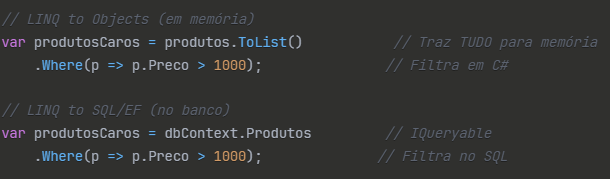 // LINQ to Objects (em memória)
var produtosCaros = produtos.ToList() // Traz TUDO para memória
.Where(p => p.Preco > 1000); // Filtra em C#
// LINQ to SQL/EF (no banco)
var produtosCaros = dbContext.Produtos // IQueryable
.Where(p => p.Preco > 1000); // Filtra no SQL